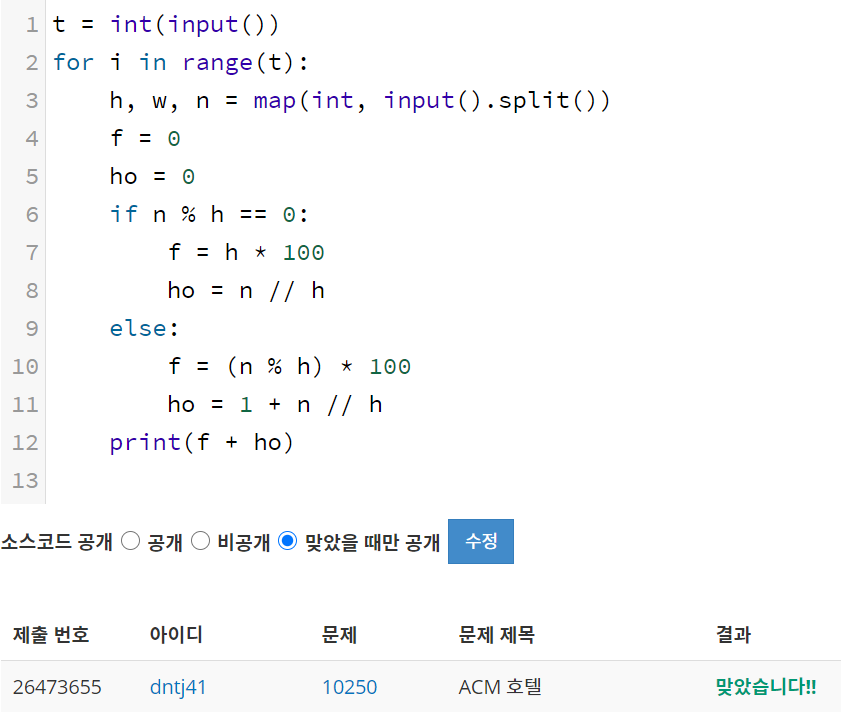 1 t = int(input())
2 for i in range(t):
3     h, w, n = map(int, input().split())
4     f = 0
5     ho = 0
6     if n % h == 0:
7         f = h * 100
8         ho = n // h
9     else:
10         f = (n % h) * 100
11         ho = 1 + n // h
12     print(f + ho)
13
소스코드 공개 공개 비공개 맞았을 때만 공개 수정
제출 번호 아이디 문제 문제 제목 결과
26473655 dntj41 10250 ACM 호텔 맞았습니다!!